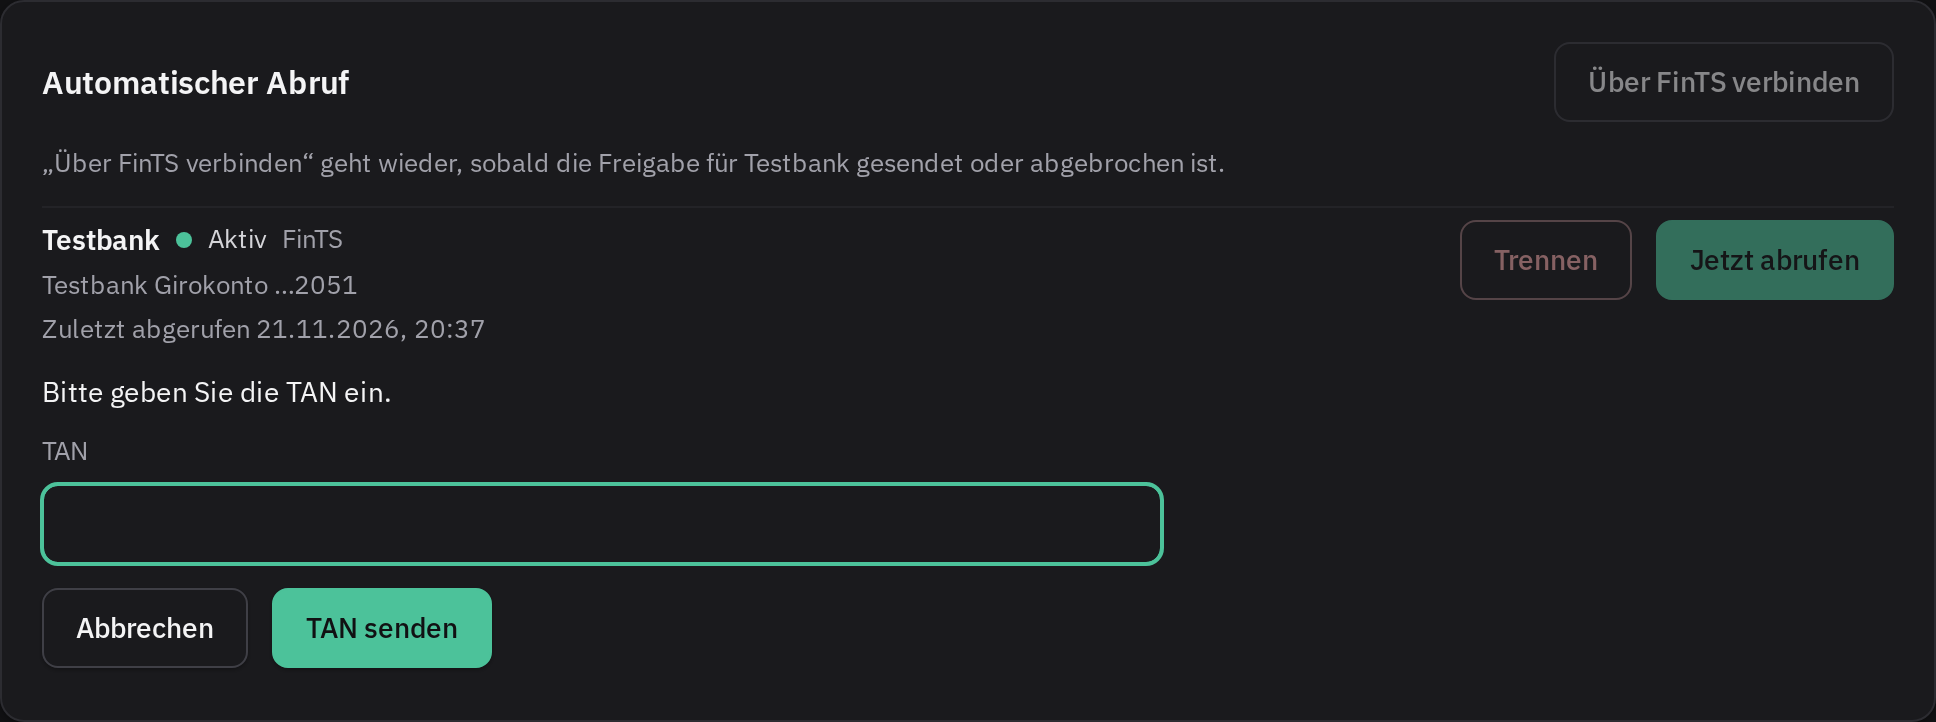 Automatischer Abruf
Über FinTS verbinden
„Über FinTS verbinden“ geht wieder, sobald die Freigabe für Testbank gesendet oder abgebrochen ist.
Testbank Aktiv FinTS
Trennen
Jetzt abrufen
Testbank Girokonto …2051
Zuletzt abgerufen 21.11.2026, 20:37
Bitte geben Sie die TAN ein.
TAN
Abbrechen
TAN senden